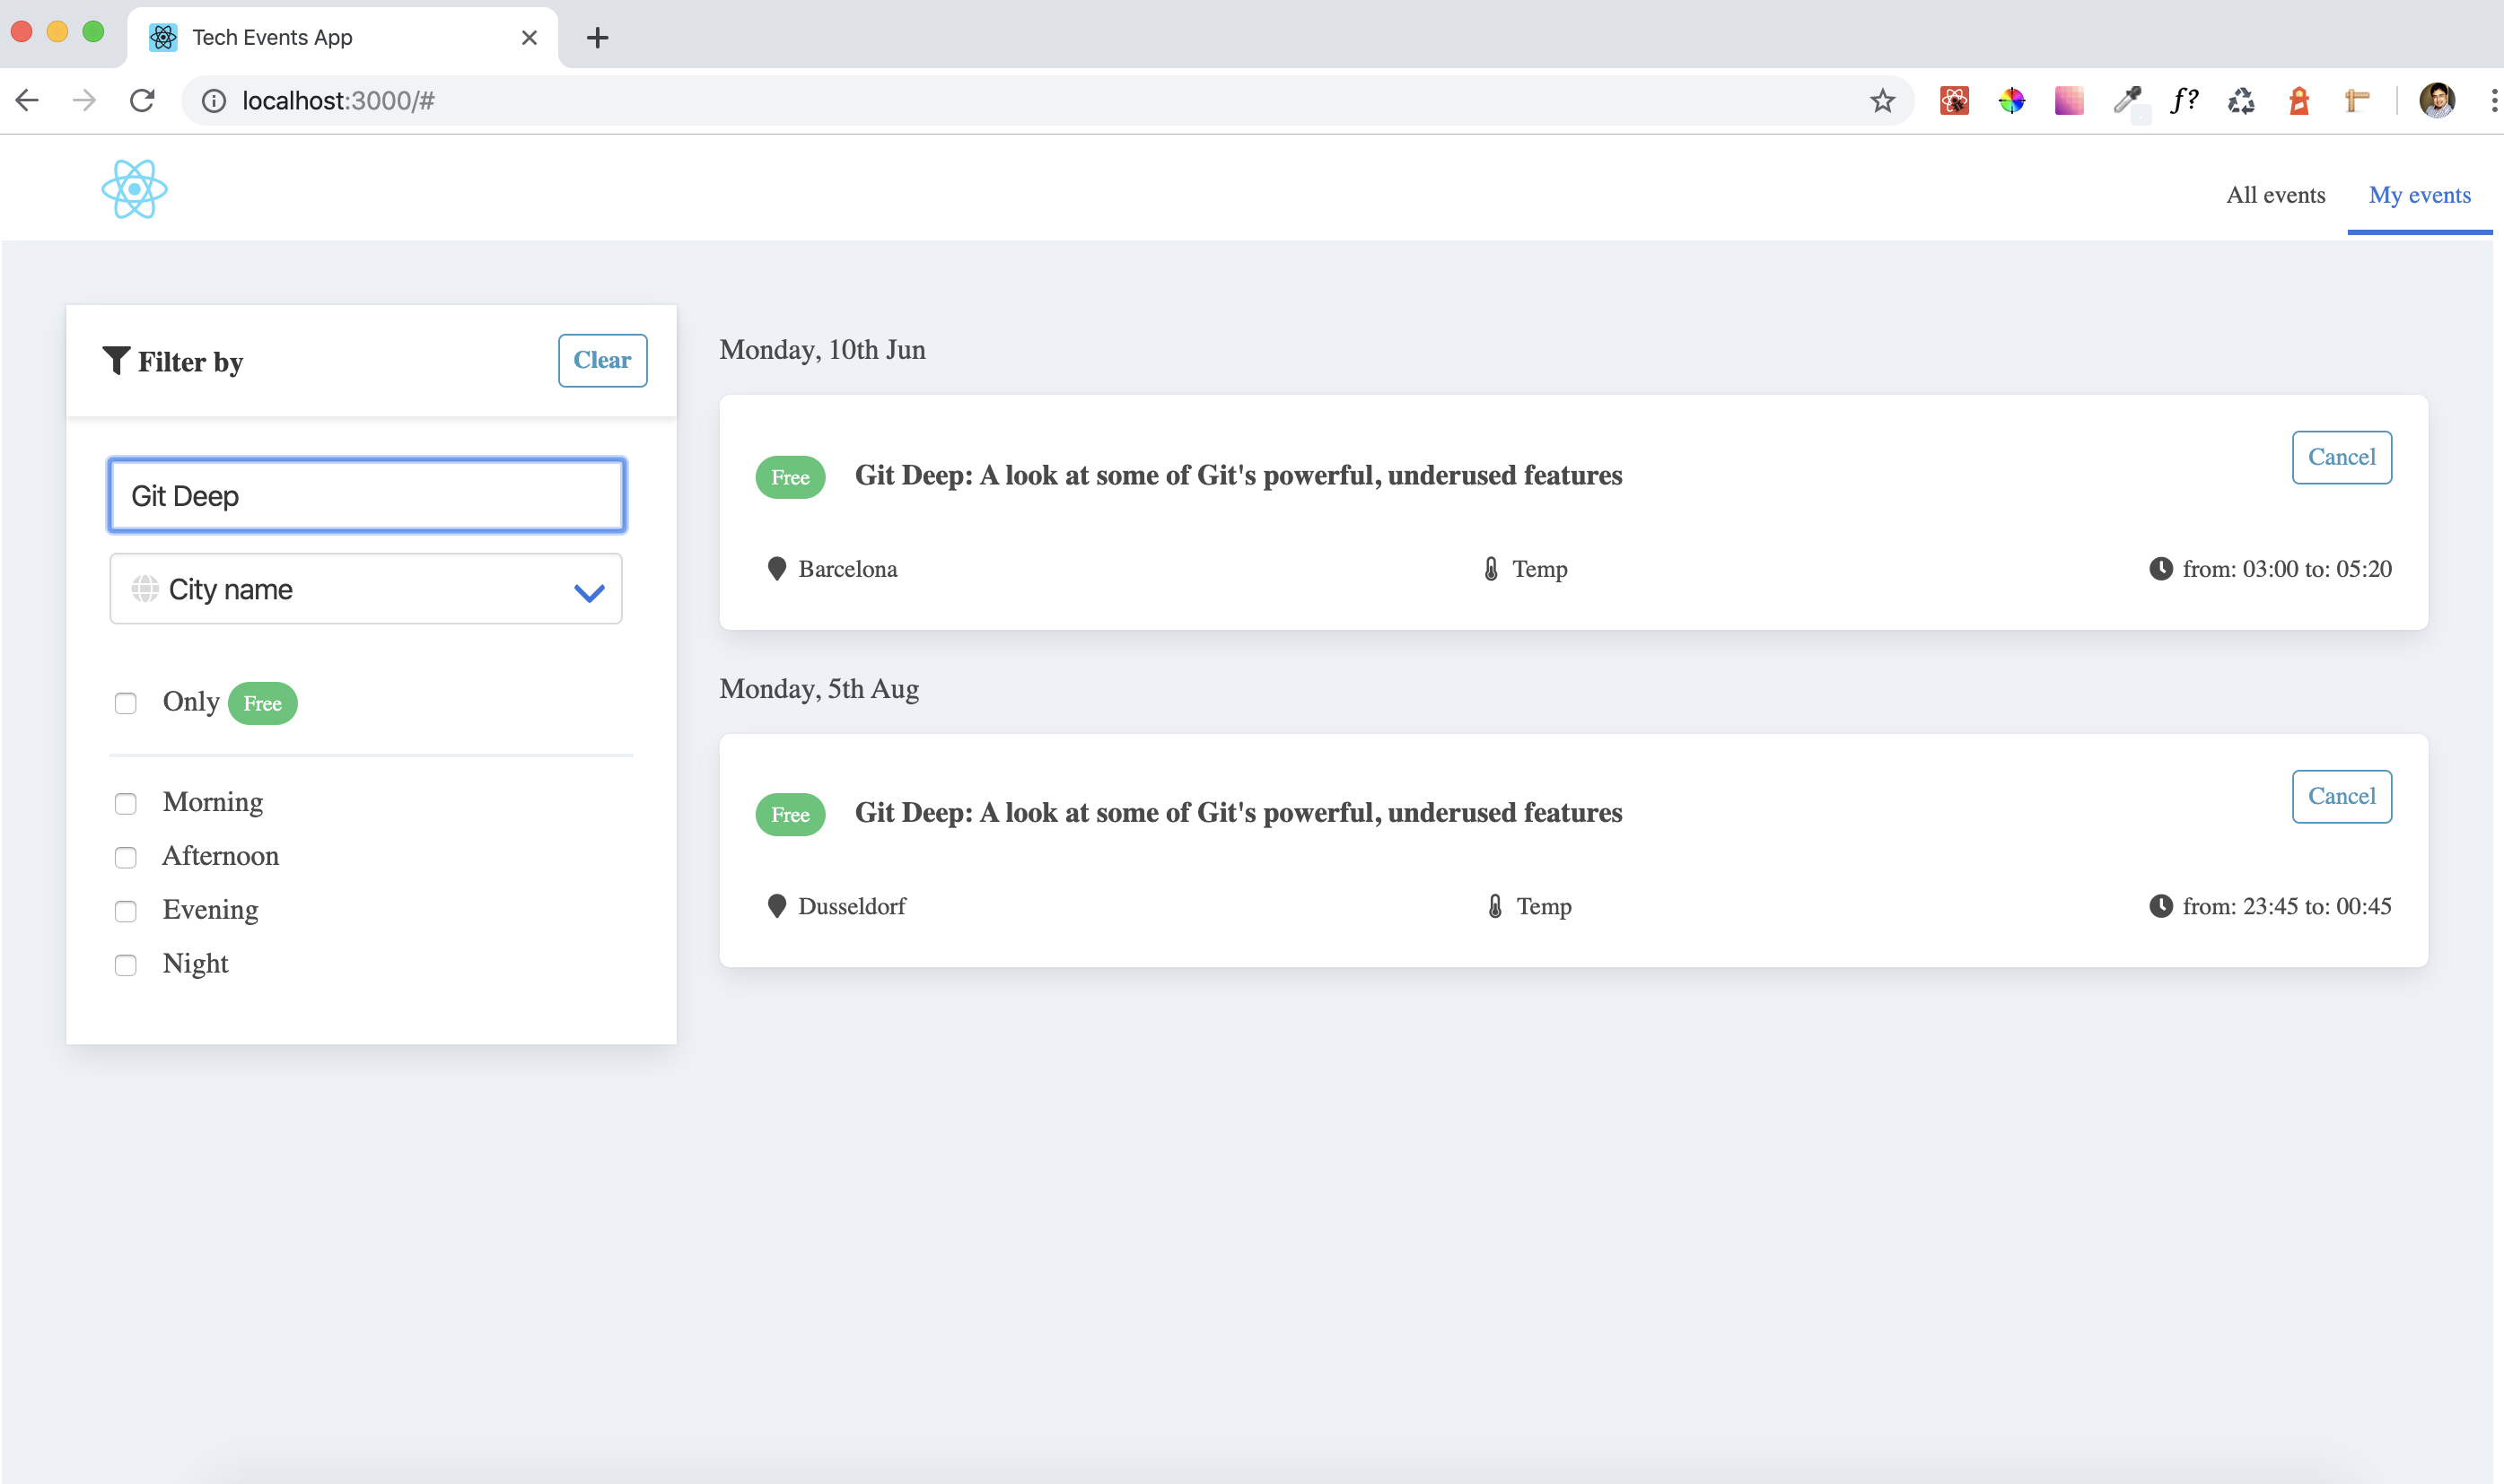 Tech Events App
localhost:3000/#
f?
All events My events
Filter by Clear
Git Deep
City name
Only Free
Morning
Afternoon
Evening
Night
Monday, 10th Jun
Free Git Deep: A look at some of Git's powerful, underused features Cancel
Barcelona Temp from: 03:00 to: 05:20
Monday, 5th Aug
Free Git Deep: A look at some of Git's powerful, underused features Cancel
Dusseldorf Temp from: 23:45 to: 00:45